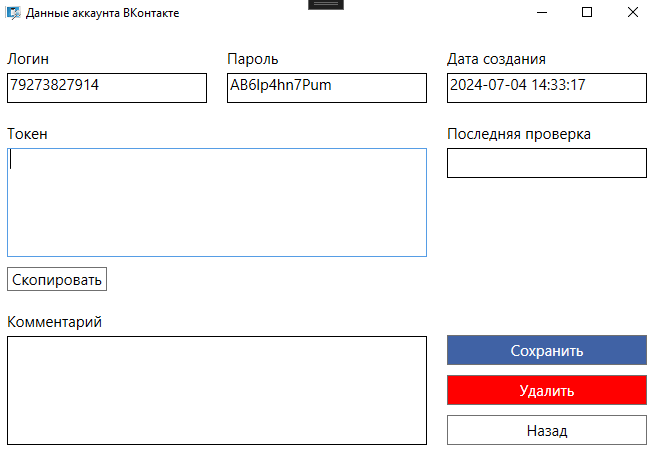 Данные аккаунта ВКонтакте
Логин
Пароль
Дата создания
79273827914
AB6lp4hn7Pum
2024-07-04 14:33:17
Токен
Последняя проверка
Скопировать
Комментарий
Сохранить
Удалить
Назад